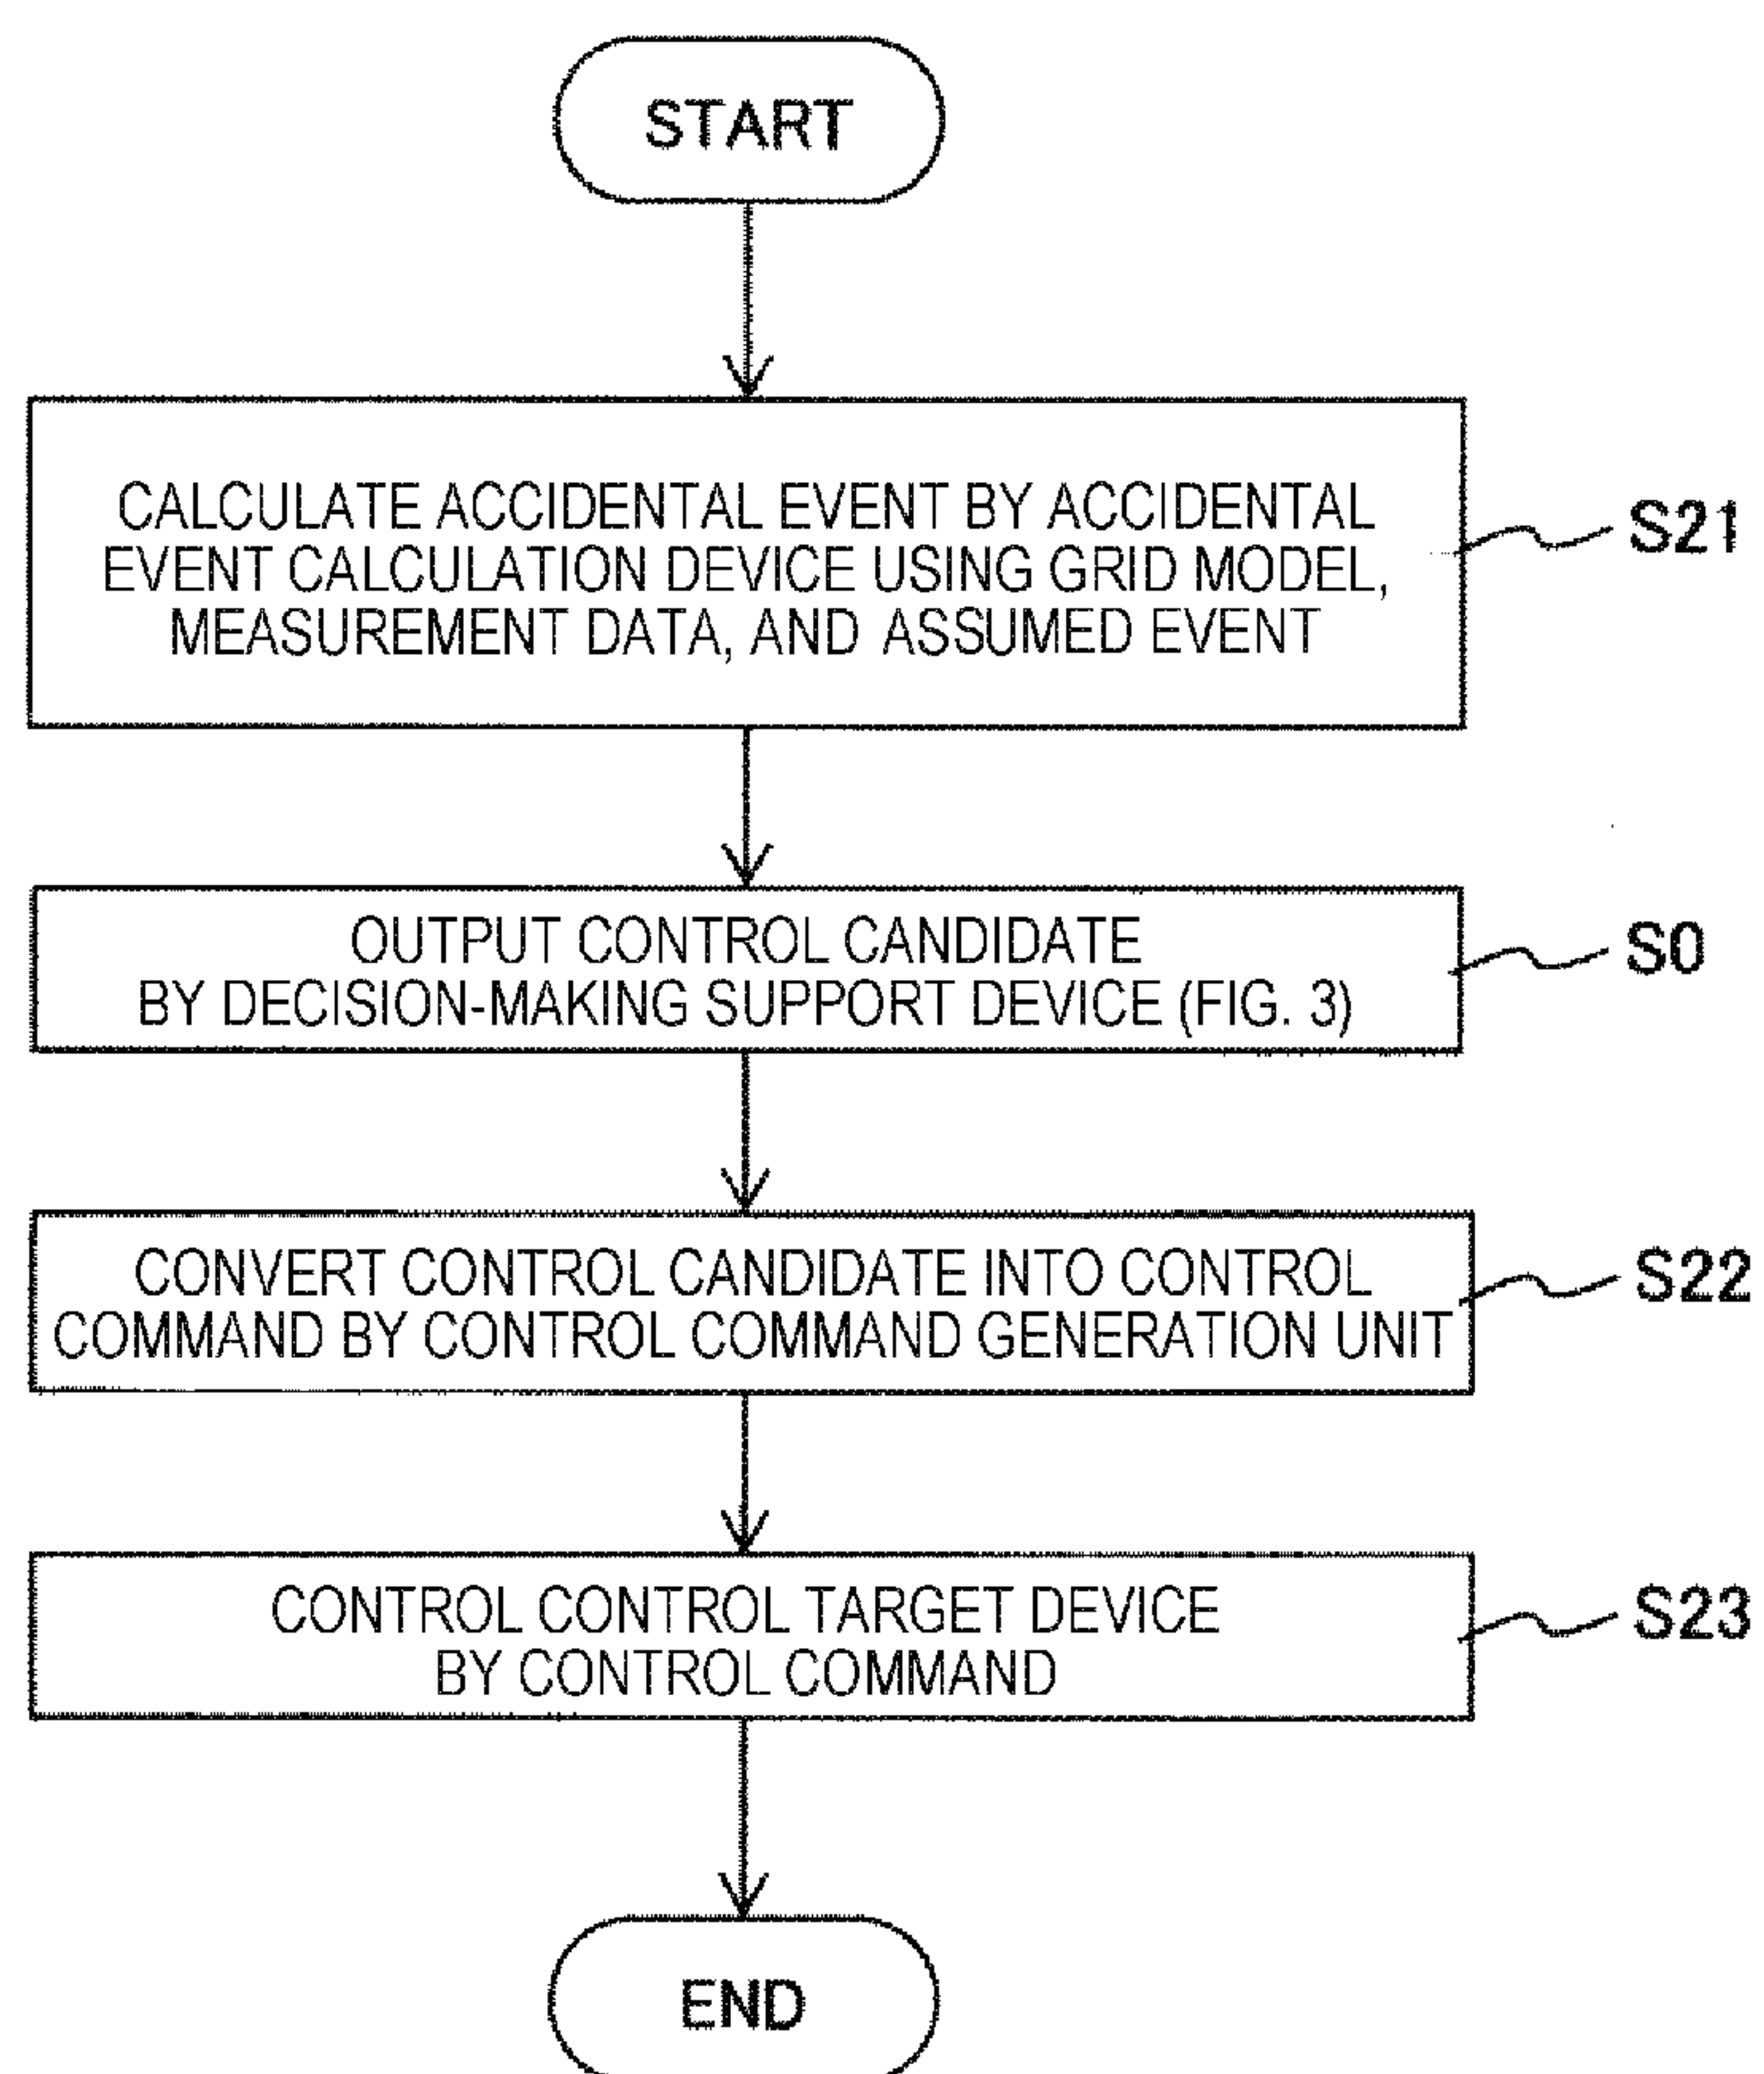 START
CALCULATE ACCIDENTAL EVENT BY ACCIDENTAL
EVENT CALCULATION DEVICE USING GRID MODEL,
MEASUREMENT DATA, AND ASSUMED EVENT
S21
OUTPUT CONTROL CANDIDATE
BY DECISION-MAKING SUPPORT DEVICE (FIG. 3)
S0
CONVERT CONTROL CANDIDATE INTO CONTROL
COMMAND BY CONTROL COMMAND GENERATION UNIT
S22
CONTROL CONTROL TARGET DEVICE
BY CONTROL COMMAND
S23
END